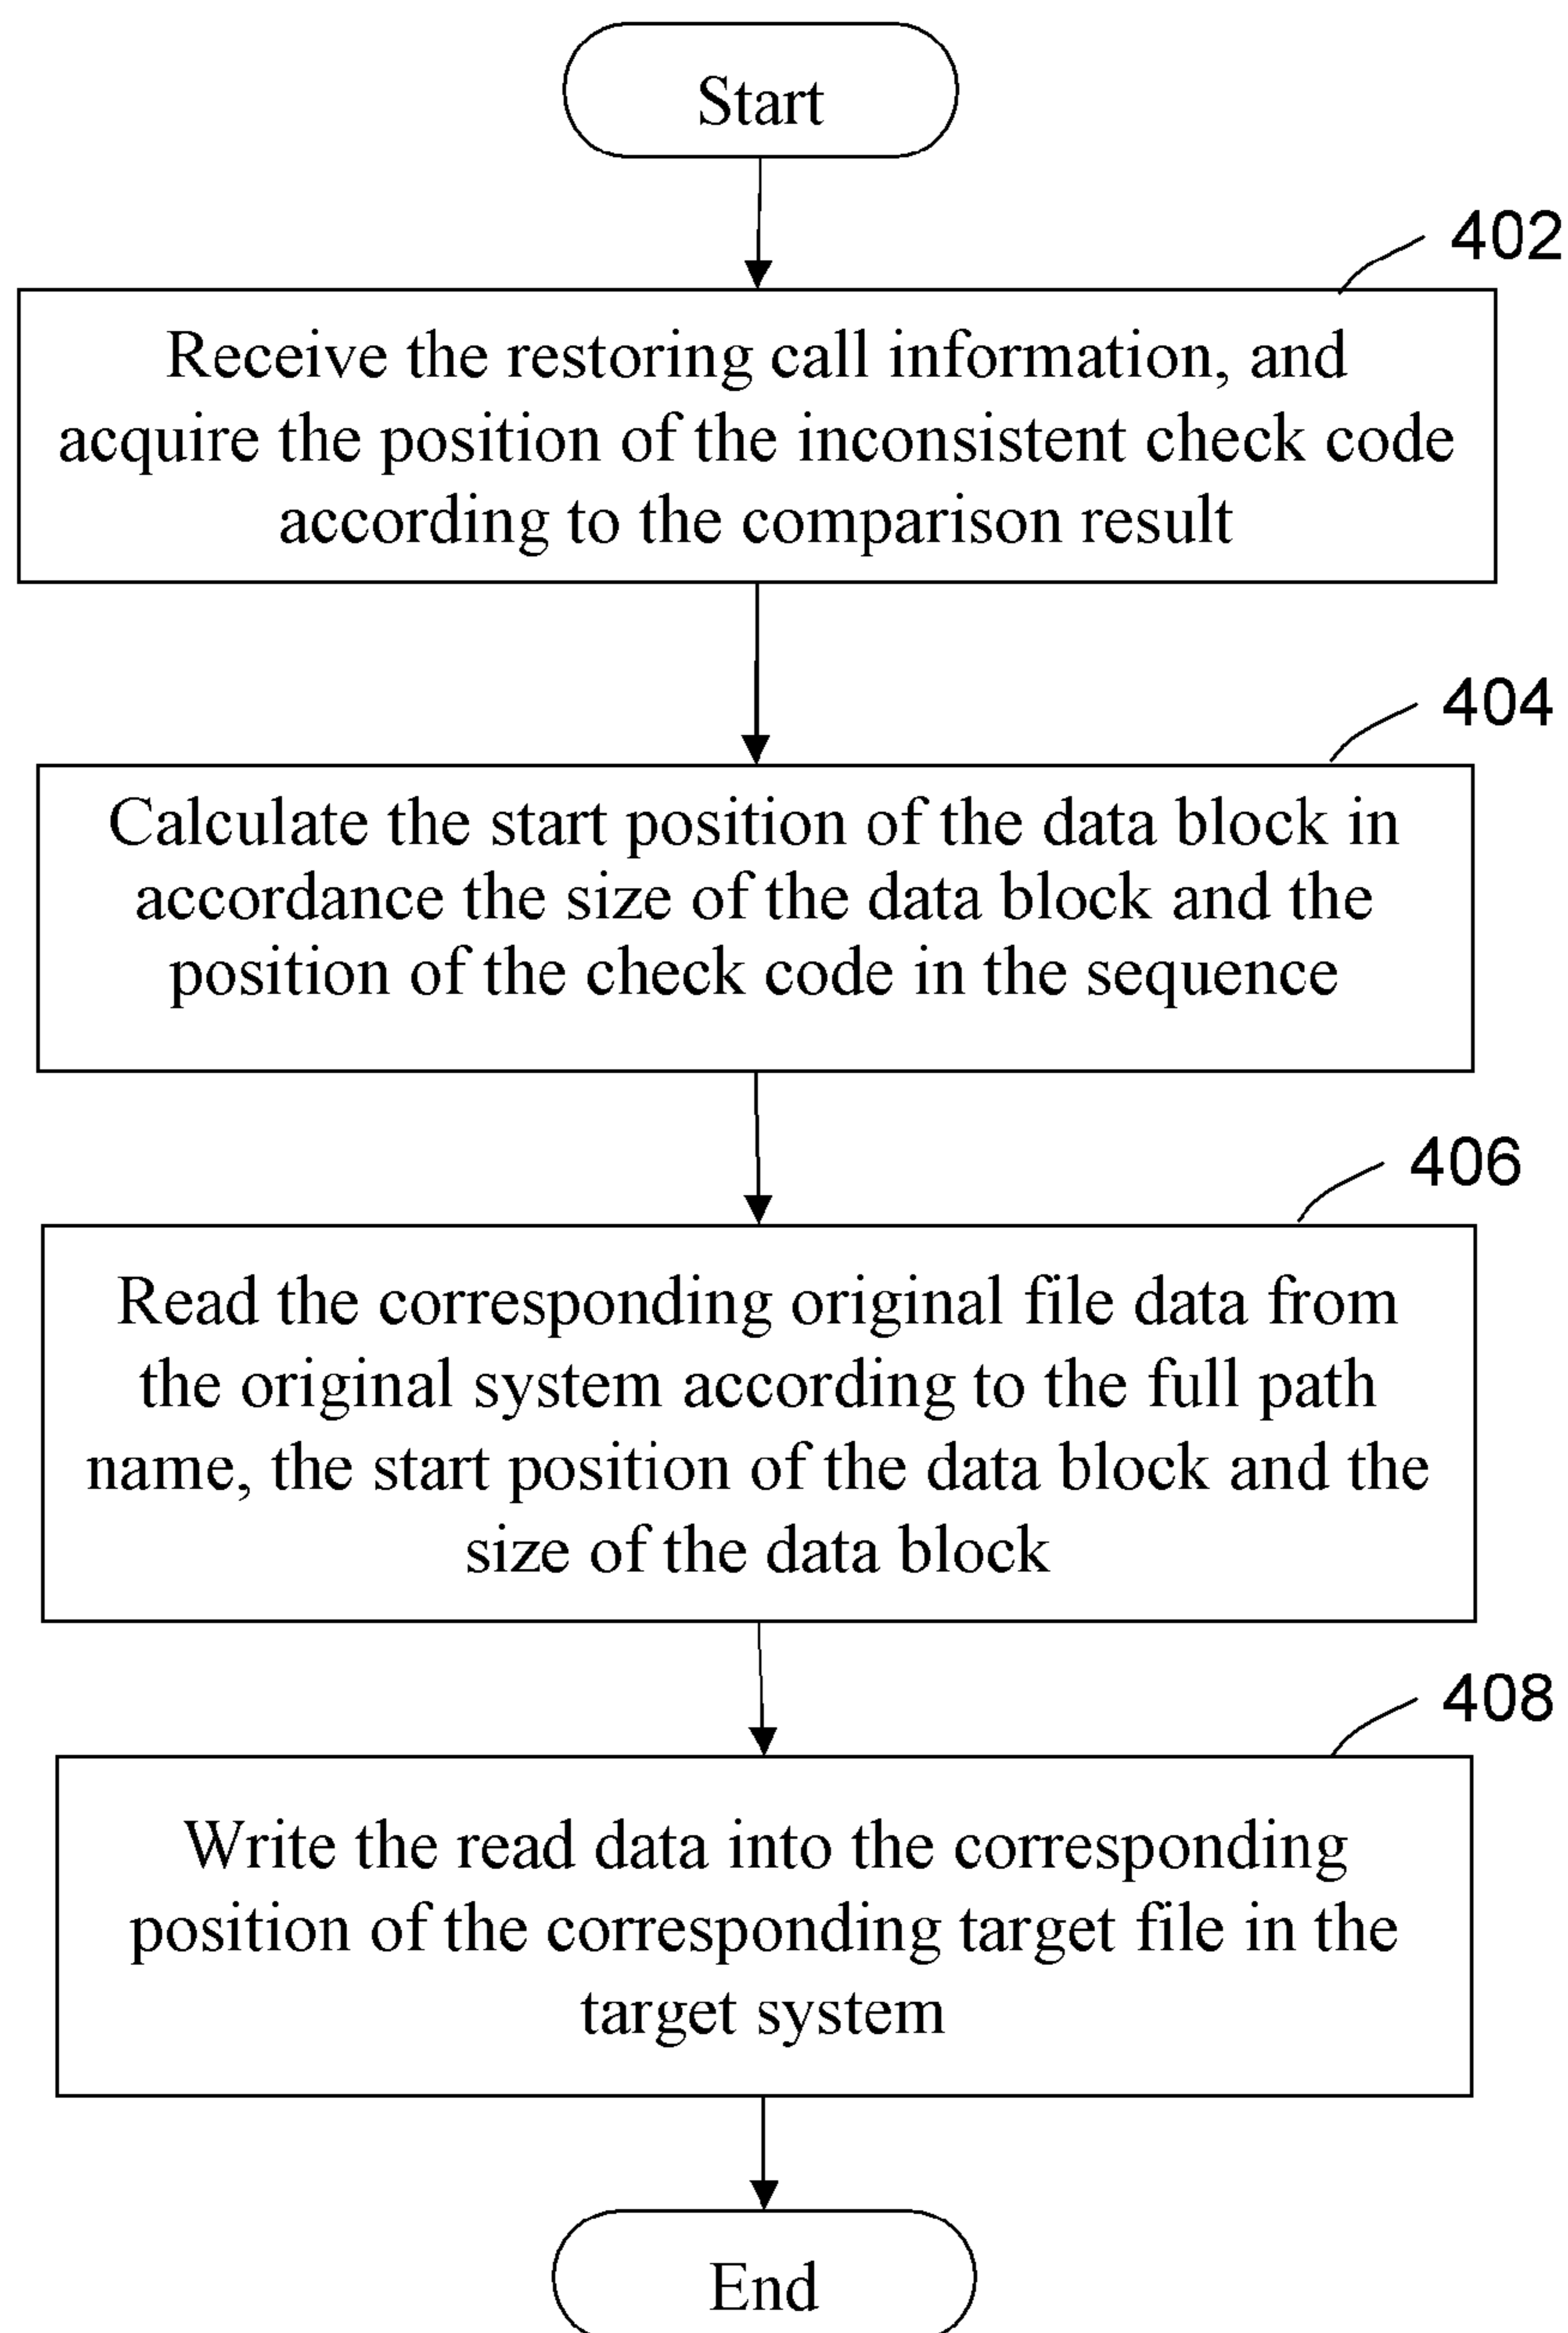 Start
402
Receive the restoring call information, and
acquire the position of the inconsistent check code
according to the comparison result
404
Calculate the start position of the data block in
accordance the size of the data block and the
position of the check code in the sequence
406
Read the corresponding original file data from
the original system according to the full path
name, the start position of the data block and the
size of the data block
408
Write the read data into the corresponding
position of the corresponding target file in the
target system
End